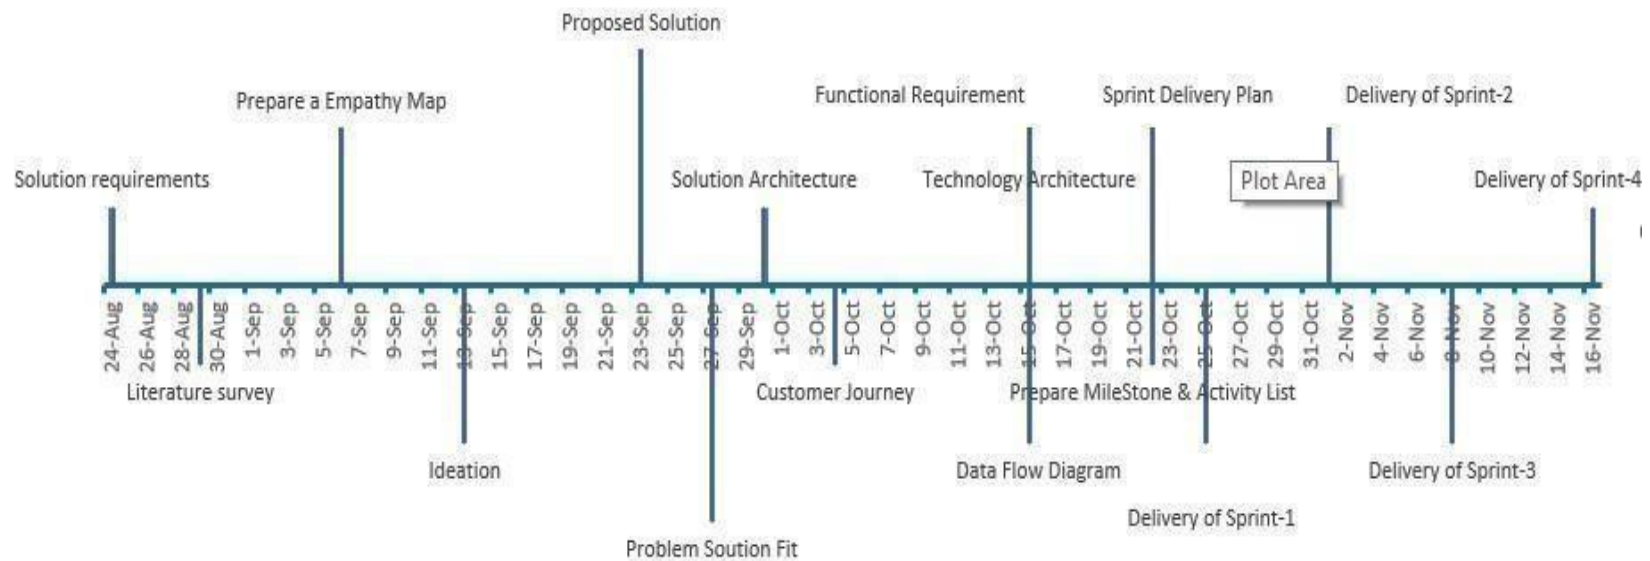 Proposed Solution
Prepare a Empathy Map
Functional Requirement
Sprint Delivery Plan
Delivery of Sprint-2
Solution requirements
Solution Architecture
Technology Architecture
Plot Area
Delivery of Sprint-4
24-Aug
26-Aug
28-Aug
30-Aug
1-Sep
3-Sep
5-Sep
7-Sep
9-Sep
11-Sep
13-Sep
15-Sep
17-Sep
19-Sep
21-Sep
23-Sep
25-Sep
27-Sep
29-Sep
1-Oct
3-Oct
5-Oct
7-Oct
9-Oct
11-Oct
13-Oct
15-Oct
17-Oct
19-Oct
21-Oct
23-Oct
25-Oct
27-Oct
29-Oct
31-Oct
2-Nov
4-Nov
6-Nov
8-Nov
10-Nov
12-Nov
14-Nov
16-Nov
Literature survey
Customer Journey
Prepare MileStone & Activity List
Ideation
Data Flow Diagram
Delivery of Sprint-3
Delivery of Sprint-1
Problem Soution Fit